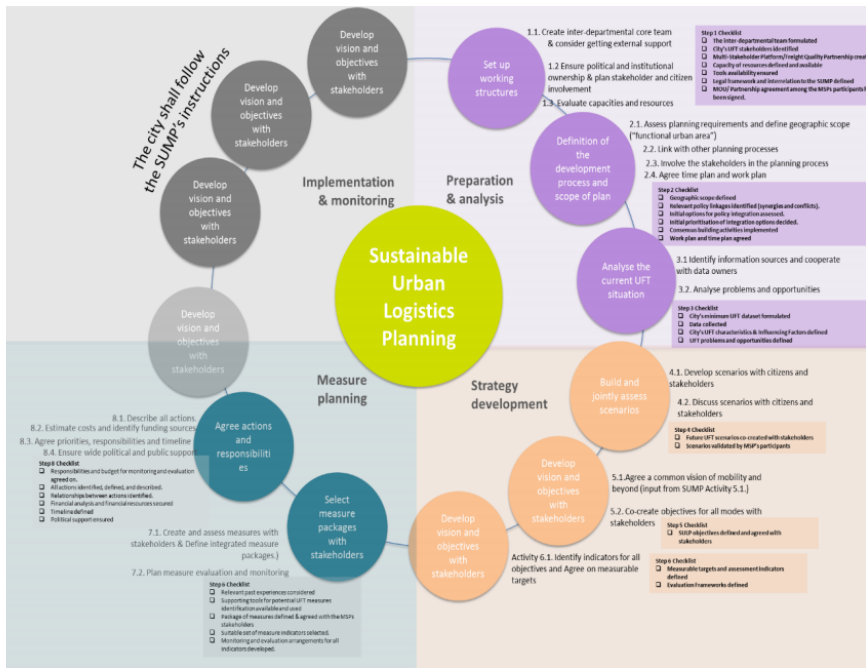 The city shall follow
the SUMP's instructions
Develop
vision and
objectives
with
stakeholders
Develop
vision and
objectives
with
stakeholders
Develop
vision and
objectives
with
stakeholders
Develop
vision and
objectives
with
stakeholders
Implementation
& monitoring
Preparation
& analysis
Sustainable
Urban
Logistics
Planning
Measure
planning
Strategy
development
Set up
working
structures
1.1. Create inter-departmental core team
& consider getting external support
1.2 Ensure political and institutional
ownership & plan stakeholder and citizen
involvement
1.3 Evaluate capacities and resources
Step 1 Checklist
The inter-departmental team formulated
City's UFT stakeholders identified
Multi-Stakeholder Platform/Freight Quality Partnership
Capacity of resources defined and available
Tools availability ensured
Legal framework and interrelation to the SUMP defined
MOU/ Partnership agreement among the MSPs participants
been signed.
Definition of
the
development
process and
scope of plan
2.1. Assess planning requirements and define geographic scope
("functional urban area")
2.2. Link with other planning processes
2.3. Involve the stakeholders in the planning process
2.4. Agree time plan and work plan
Step 2 Checklist
Geographic scope defined
Relevant policy linkages identified (synergies and conflicts).
Initial options for policy integration assessed.
Initial prioritisation of integration options decided.
Consensus building activities implemented
Work plan and time plan agreed
Analyse the
current UFT
situation
3.1 Identify information sources and cooperate
with data owners
3.2. Analyse problems and opportunities
Step 3 Checklist
City's minimum UFT dataset formulated
Data collected
City's UFT characteristics & Influencing Factors defined
UFT problems and opportunities defined
Build and
jointly assess
scenarios
4.1. Develop scenarios with citizens and
stakeholders
4.2. Discuss scenarios with citizens and
stakeholders
Step 4 Checklist
Future UFT scenarios co-created with stakeholders
Scenarios validated by MSP's participants
Develop
vision and
objectives
with
stakeholders
5.1.Agree a common vision of mobility and
beyond (input from SUMP Activity 5.1.)
5.2. Co-create objectives for all modes with
stakeholders
Step 5 Checklist
SULP objectives defined and agreed with
stakeholders
Develop
vision and
objectives
with
stakeholders
Activity 6.1. Identify indicators for all
objectives and Agree on measurable
targets
Step 6 Checklist
Measurable targets and assessment indicators
defined
Evaluation Frameworks defined
Select
measure
packages
with
stakeholders
7.1. Create and assess measures with
stakeholders & Define integrated measure
packages.)
7.2. Plan measure evaluation and monitoring
Step 6 Checklist
Relevant past experiences considered
Supporting tools for potential UFT measures
identification available and used
Package of measures defined & agreed with the MSPs
stakeholders
Suitable set of measure indicators selected.
Monitoring and evaluation arrangements for all
indicators developed.
Agree actions
and
responsibiliti
es
8.1. Describe all actions.
8.2. Estimate costs and identify funding sources
8.3. Agree priorities, responsibilities and timeline
8.4. Ensure wide political and public support
Step 8 Checklist
Responsibilities and budget for monitoring and evaluation
agreed on.
All actions identified, defined, and described.
Relationships between actions identified.
Financial analysis and financial resources secured
Timeline defined
Political support ensured